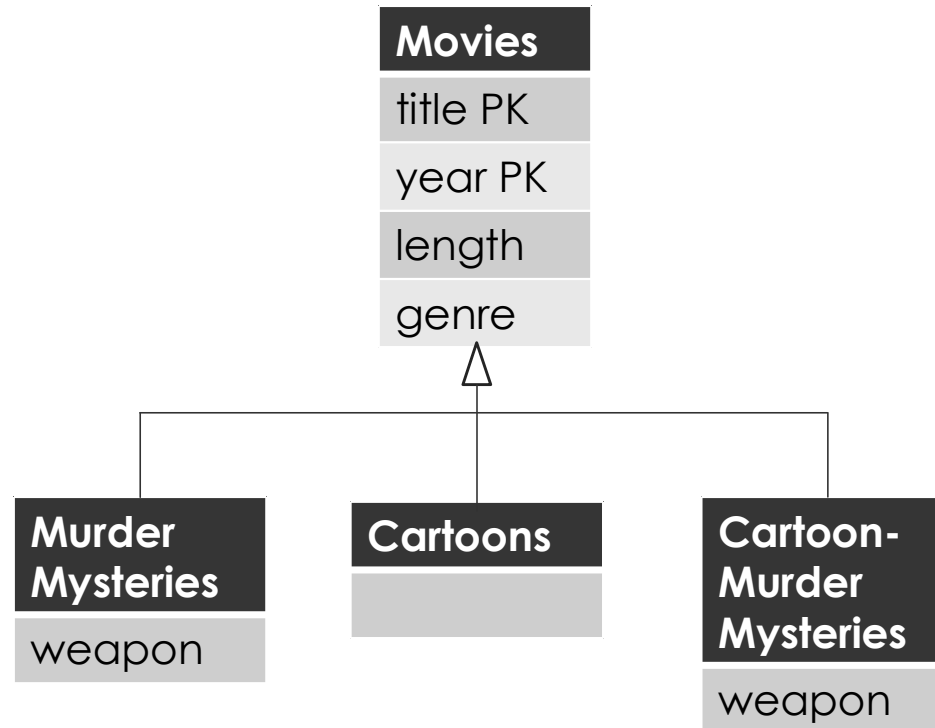 Movies
title PK
year PK
length
genre
Murder
Mysteries
weapon
Cartoons
Cartoon-
Murder
Mysteries
weapon